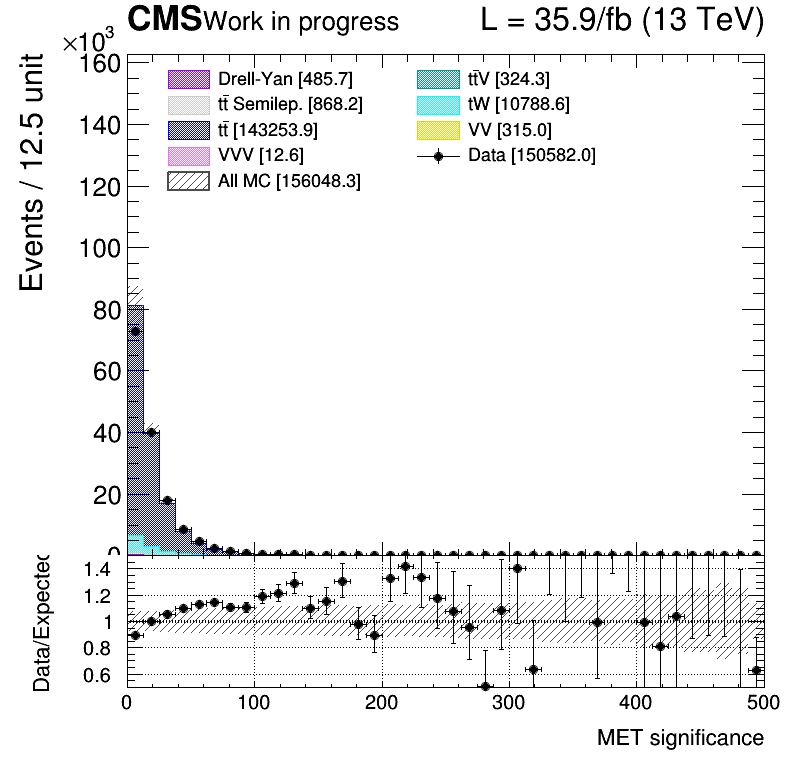 CMS Work in progress L = 35.9/fb (13 TeV)
×10³
Events / 12.5 unit
160
140
120
100
80
60
40
20
0
Drell-Yan [485.7]
tt̄ Semilep. [868.2]
tt̄ [143253.9]
VVV [12.6]
All MC [156048.3]
tt̄V [324.3]
tW [10788.6]
VV [315.0]
Data [150582.0]
Data/Expected
1.4
1.2
1
0.8
0.6
0 100 200 300 400 500
MET significance